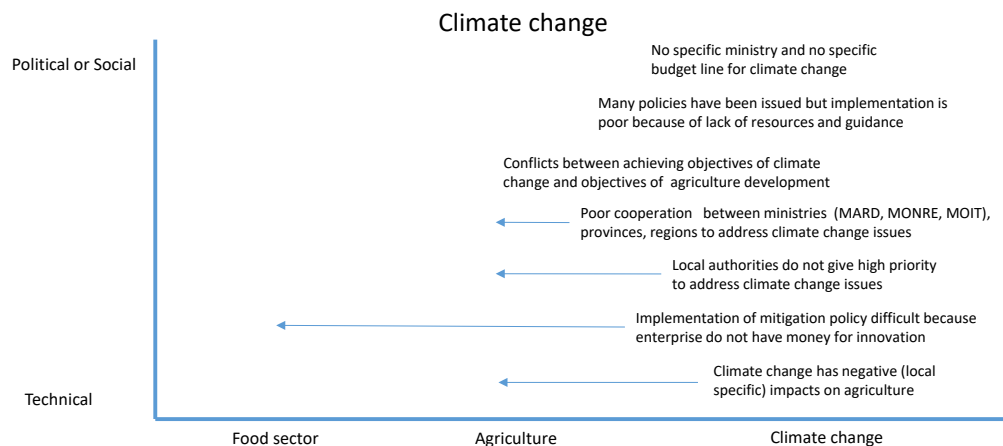 Climate change
Political or Social
No specific ministry and no specific
budget line for climate change
Many policies have been issued but implementation is
poor because of lack of resources and guidance
Conflicts between achieving objectives of climate
change and objectives of agriculture development
Poor cooperation between ministries (MARD, MONRE, MOIT),
provinces, regions to address climate change issues
Local authorities do not give high priority
to address climate change issues
Implementation of mitigation policy difficult because
enterprise do not have money for innovation
Climate change has negative (local
specific) impacts on agriculture
Technical
Food sector
Agriculture
Climate change